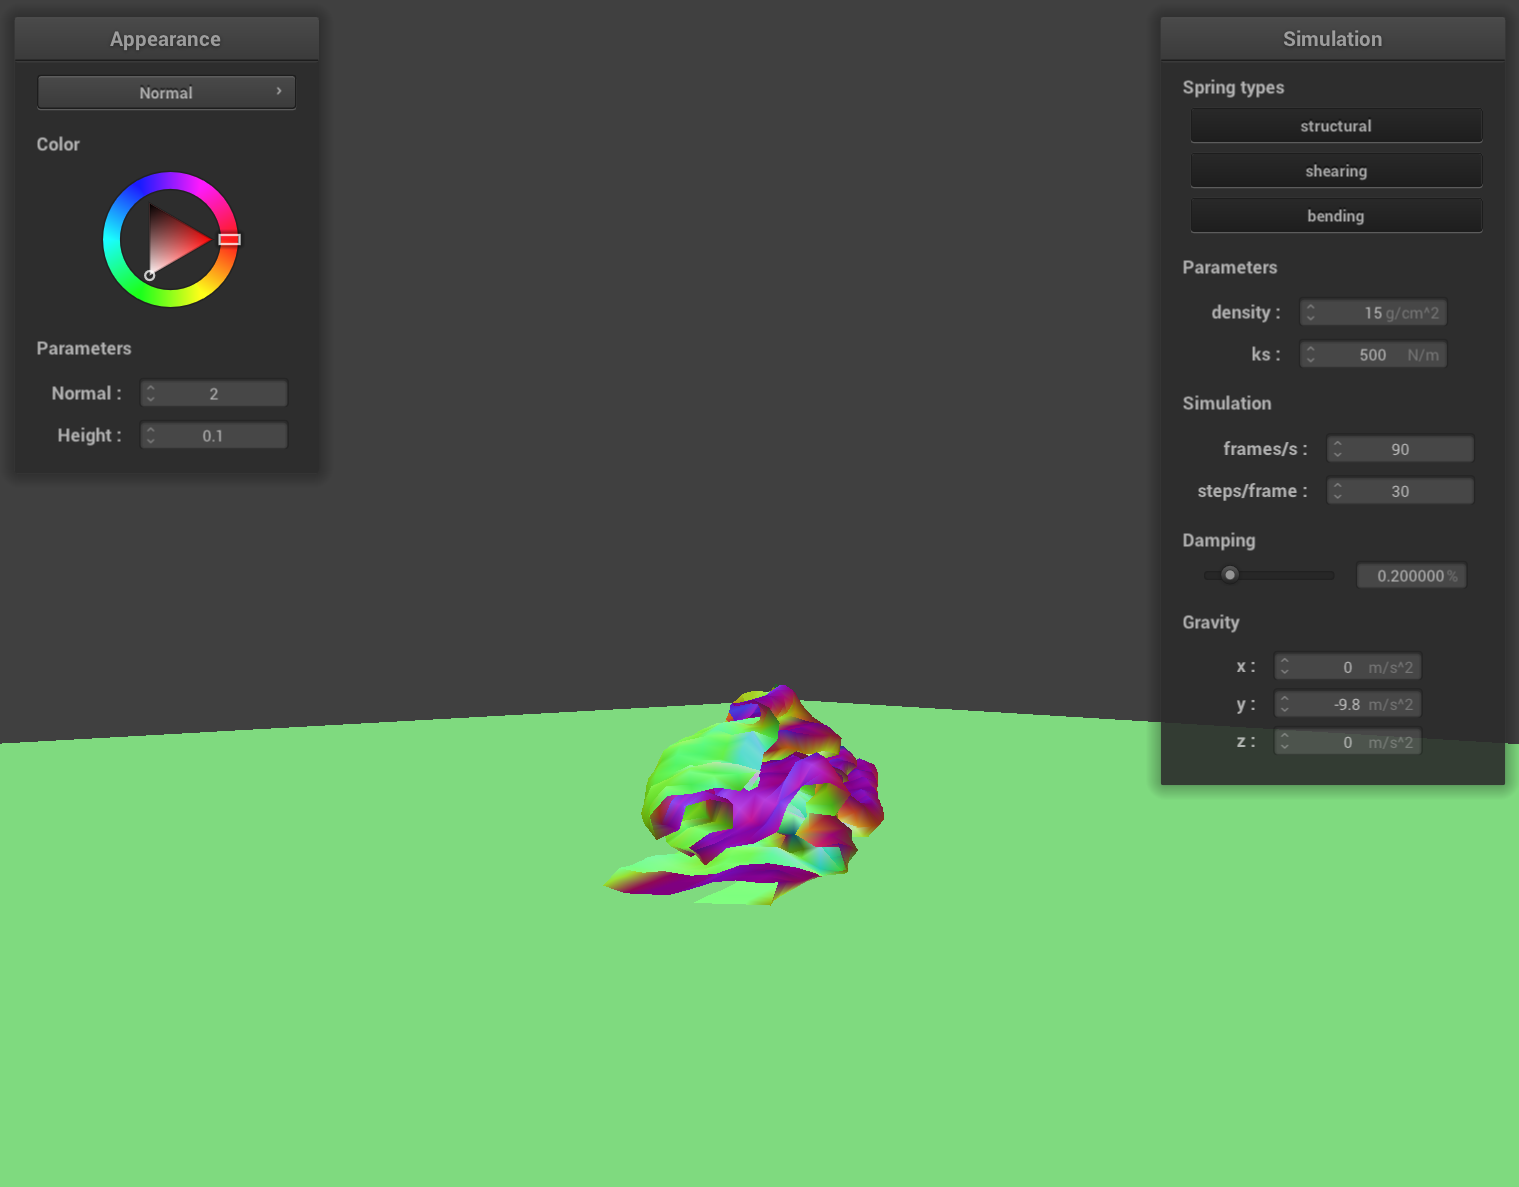 Appearance
Normal
Color
Parameters
Normal : 2
Height : 0.1
Simulation
Spring types
structural
shearing
bending
Parameters
density : 15 g/cm^2
ks : 500 N/m
Simulation
frames/s : 90
steps/frame : 30
Damping
0.200000 %
Gravity
x : 0 m/s^2
y : -9.8 m/s^2
z : 0 m/s^2